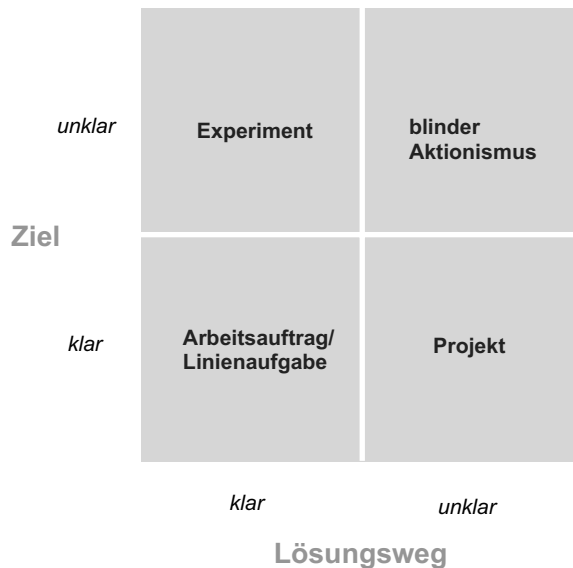 unklar
Experiment
blinder
Aktionismus
Ziel
klar
Arbeitsauftrag/
Linienaufgabe
Projekt
klar
unklar
Lösungsweg